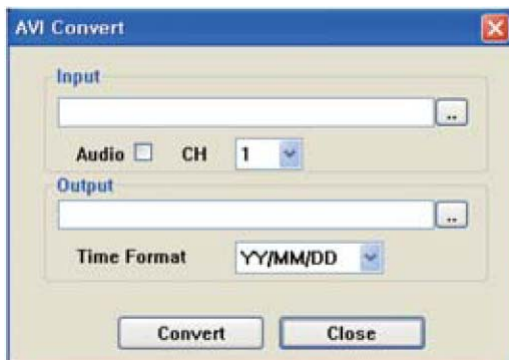 AVI Convert
Input
..
Audio CH 1
Output
..
Time Format YY/MM/DD
Convert Close